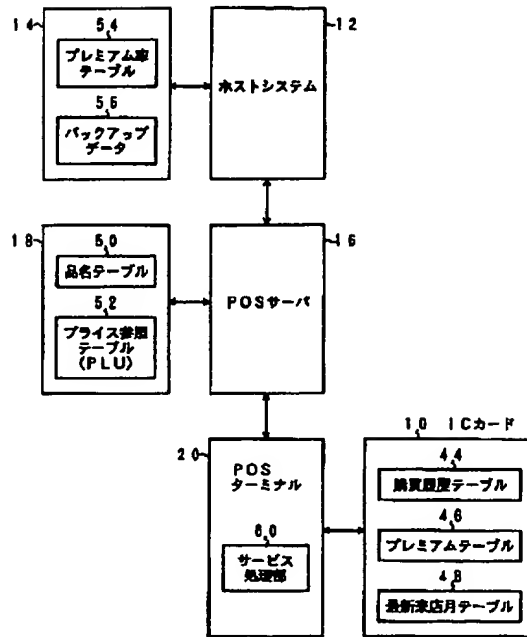 14
54
プレミアム率
テーブル
56
バックアップ
データ
12
ホストシステム
18
50
品名テーブル
52
プライス参照
テーブル
(PLU)
16
POSサーバ
20
POS
ターミナル
60
サービス
処理部
10 ICカード
44
購買履歴テーブル
46
プレミアムテーブル
48
最新来店月テーブル